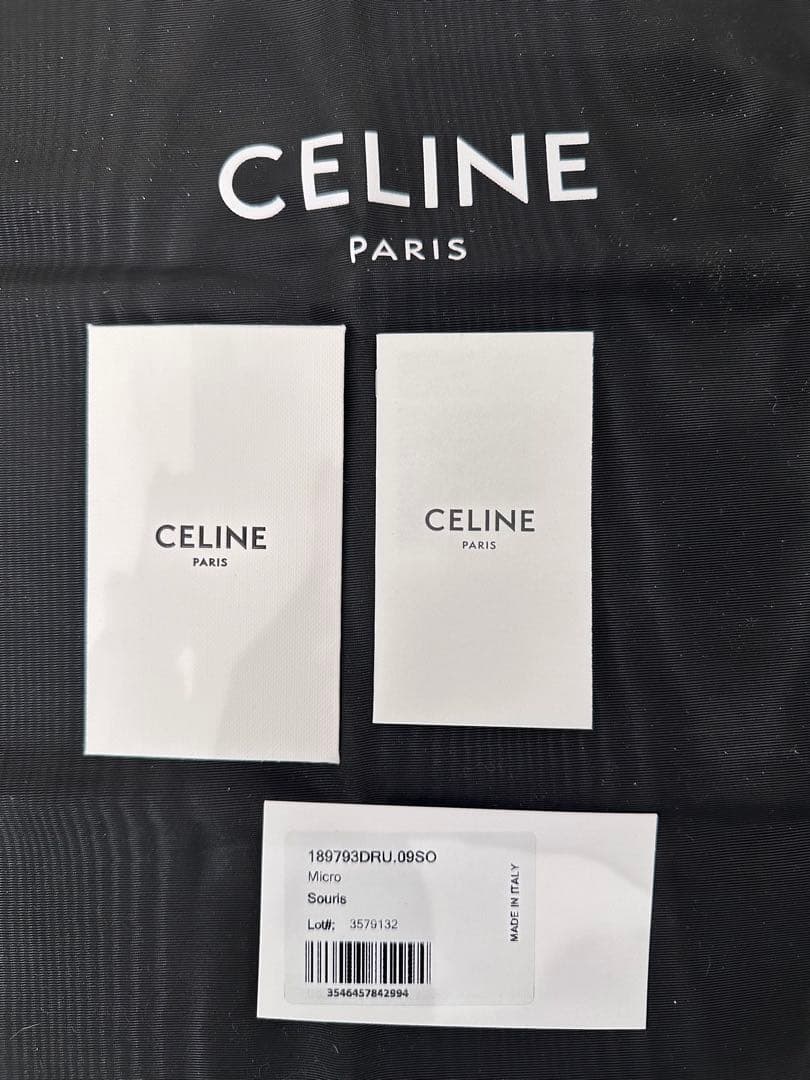 CELINE
PARIS
CELINE
PARIS
CELINE
PARIS
189793DRU.09SO
Micro
Souris
Lot#; 3579132
3546457842994
MADE IN ITALY